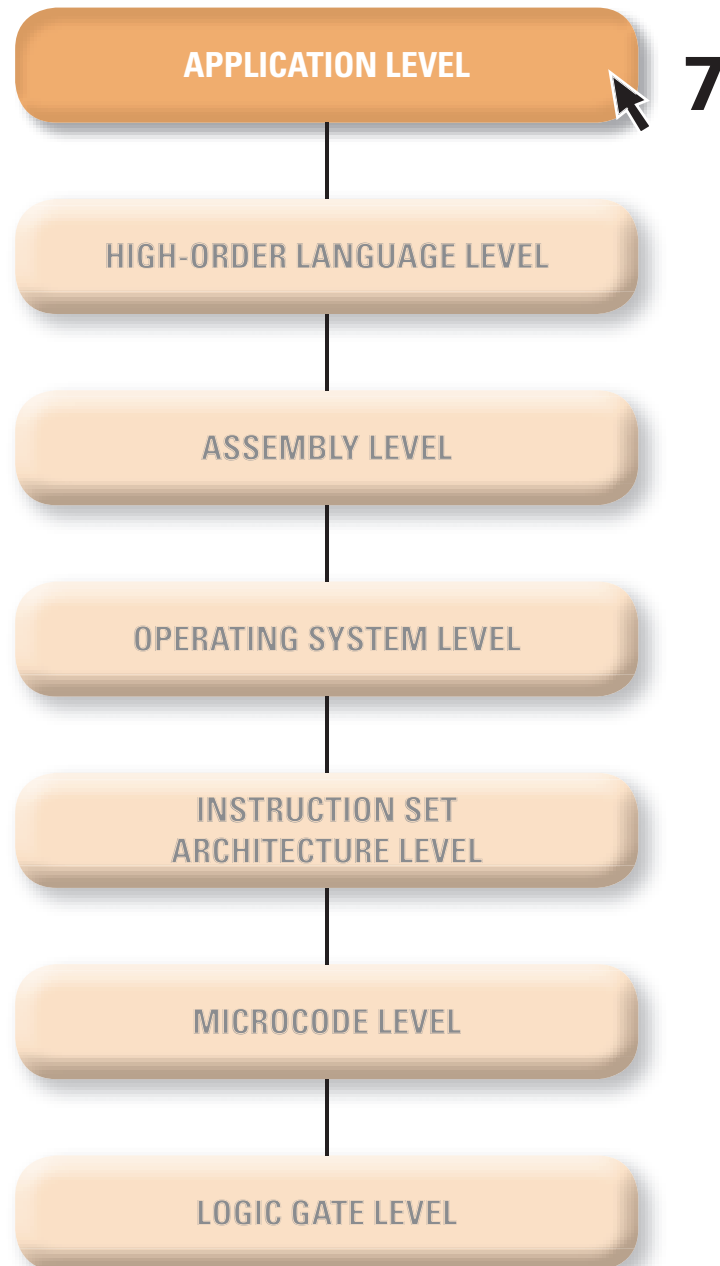 APPLICATION LEVEL
7
HIGH-ORDER LANGUAGE LEVEL
ASSEMBLY LEVEL
OPERATING SYSTEM LEVEL
INSTRUCTION SET
ARCHITECTURE LEVEL
MICROCODE LEVEL
LOGIC GATE LEVEL